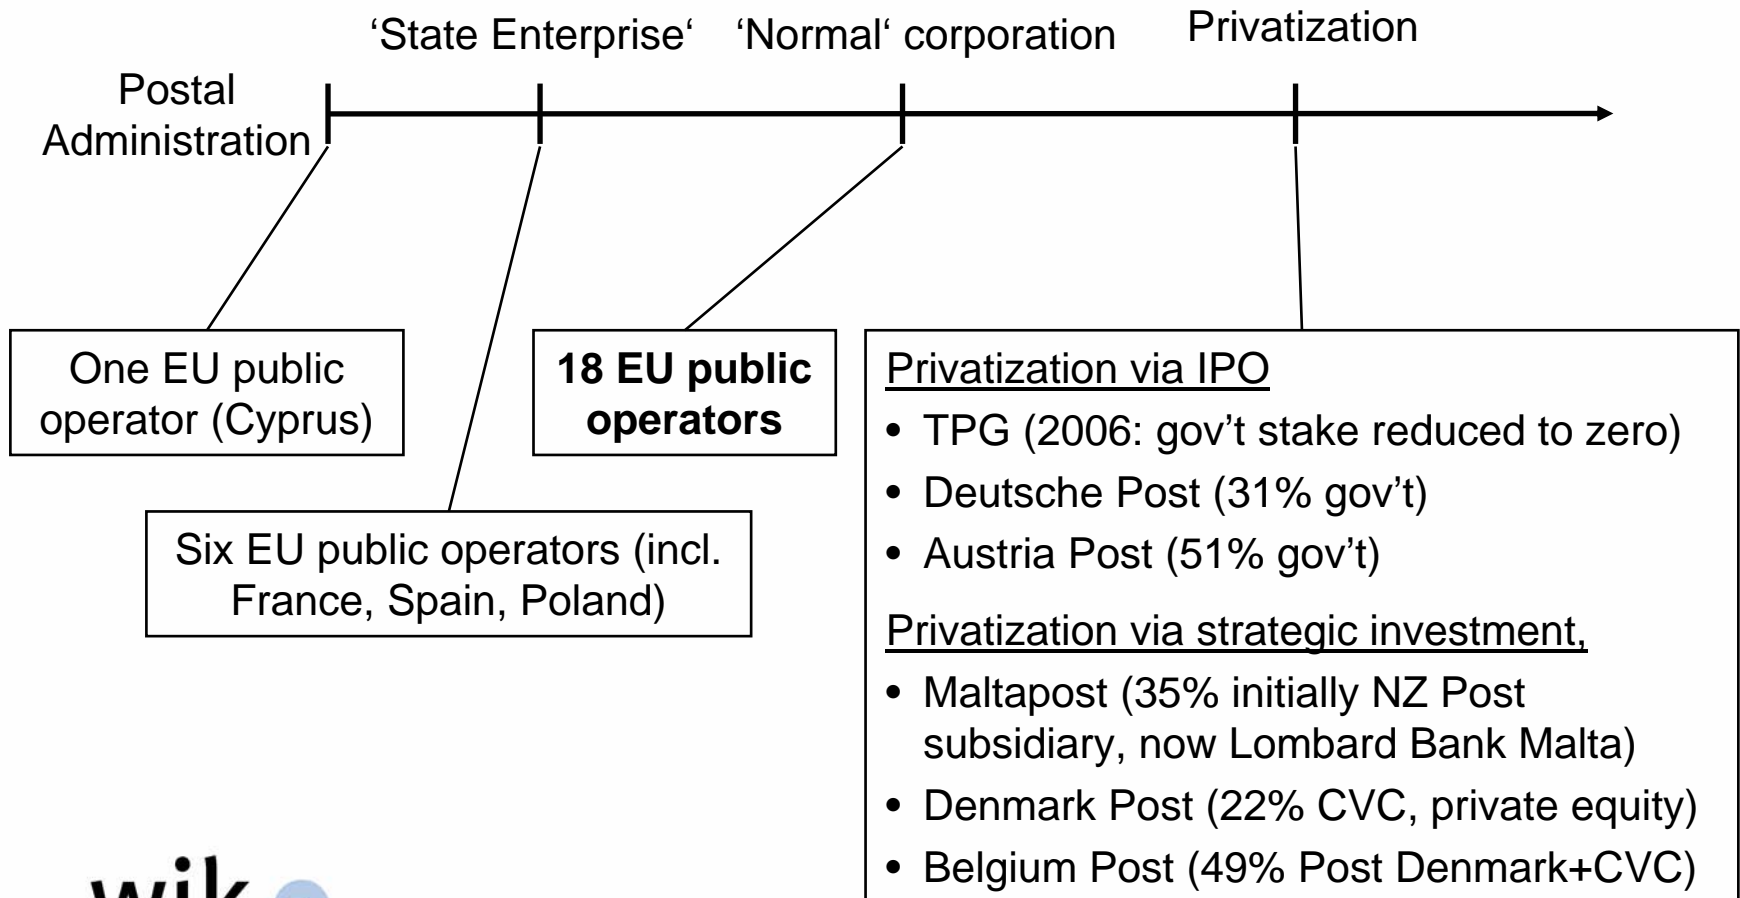 ‘State Enterprise‘
‘Normal‘ corporation
Privatization
Postal
Administration
One EU public
operator (Cyprus)
18 EU public
operators
Six EU public operators (incl.
France, Spain, Poland)
Privatization via IPO
• TPG (2006: gov’t stake reduced to zero)
• Deutsche Post (31% gov’t)
• Austria Post (51% gov’t)
Privatization via strategic investment,
• Maltapost (35% initially NZ Post
subsidiary, now Lombard Bank Malta)
• Denmark Post (22% CVC, private equity)
• Belgium Post (49% Post Denmark+CVC)
wik